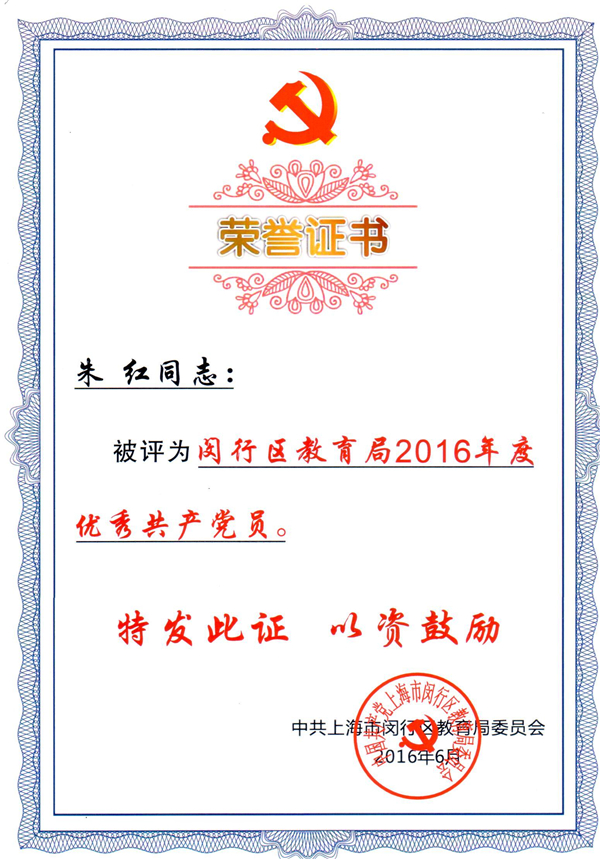 荣誉证书
朱 红同志：
被评为闵行区教育局2016年度
优秀共产党员。
特发此证 以资鼓励
中国共产党上海市闵行区教育局委员会
中共上海市闵行区教育局委员会
2016年6月